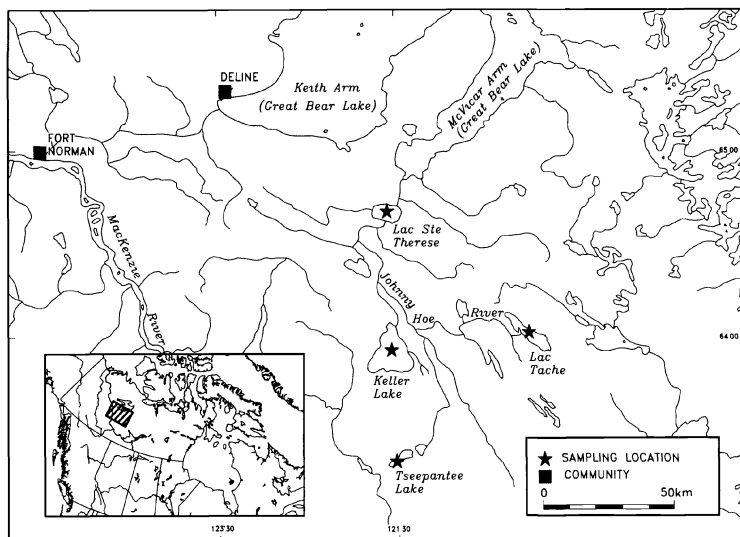 DELINE
Keith Arm
(Great Bear Lake)
McVicar Arm
(Great Bear Lake)
FORT
NORMAN
65 00
MacKenzie
River
Lac Ste
Therese
Johnny
Hoe
River
Lac
Tache
64 00
Keller
Lake
Tseepantee
Lake
SAMPLING LOCATION
COMMUNITY
0
50km
123°30
121°30